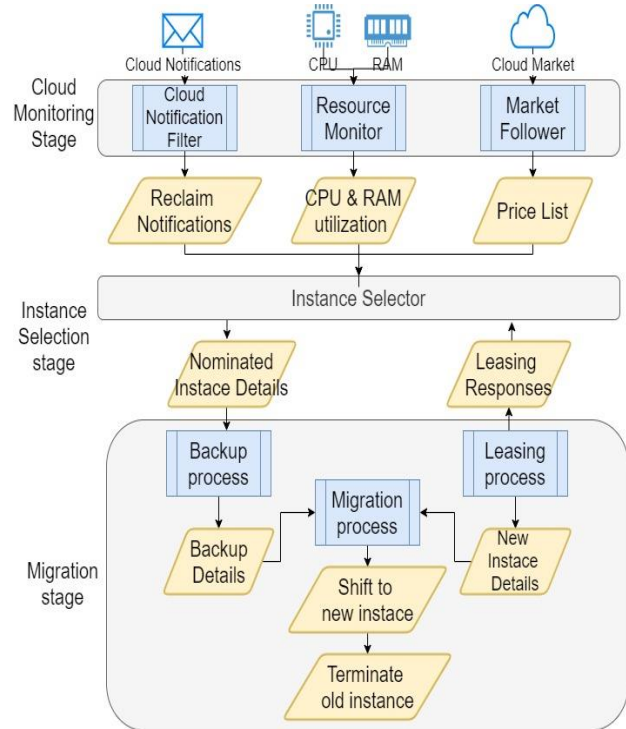 Cloud Notifications
CPU
RAM
Cloud Market
Cloud
Monitoring
Stage
Cloud
Notification
Filter
Resource
Monitor
Market
Follower
Reclaim
Notifications
CPU & RAM
utilization
Price List
Instance Selector
Instance
Selection
stage
Nominated
Instace Details
Leasing
Responses
Backup
process
Leasing
process
Migration
process
Backup
Details
New
Instace
Details
Migration
stage
Shift to
new instace
Terminate
old instance